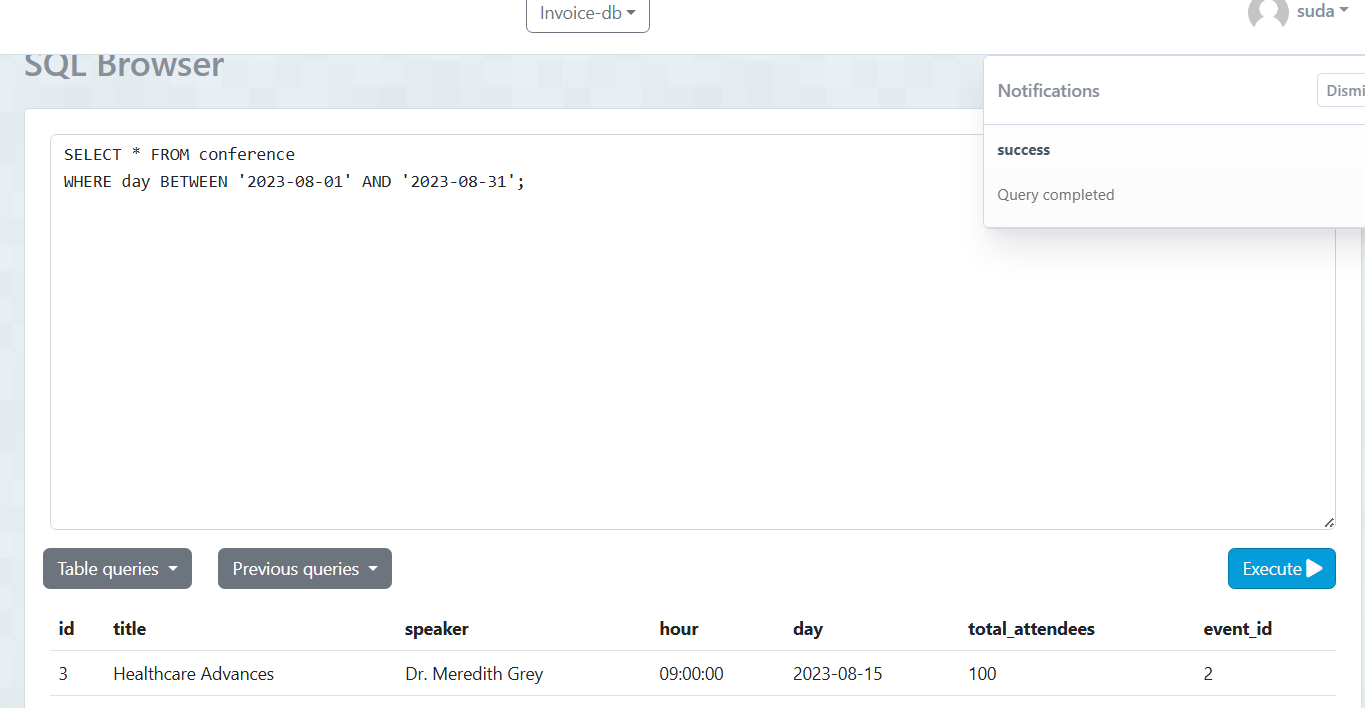 Invoice-db
suda
SQL Browser
Notifications
Dismi
success
Query completed
SELECT * FROM conference
WHERE day BETWEEN '2023-08-01' AND '2023-08-31';
Table queries
Previous queries
Execute
id title speaker hour day total_attendees event_id
3 Healthcare Advances Dr. Meredith Grey 09:00:00 2023-08-15 100 2